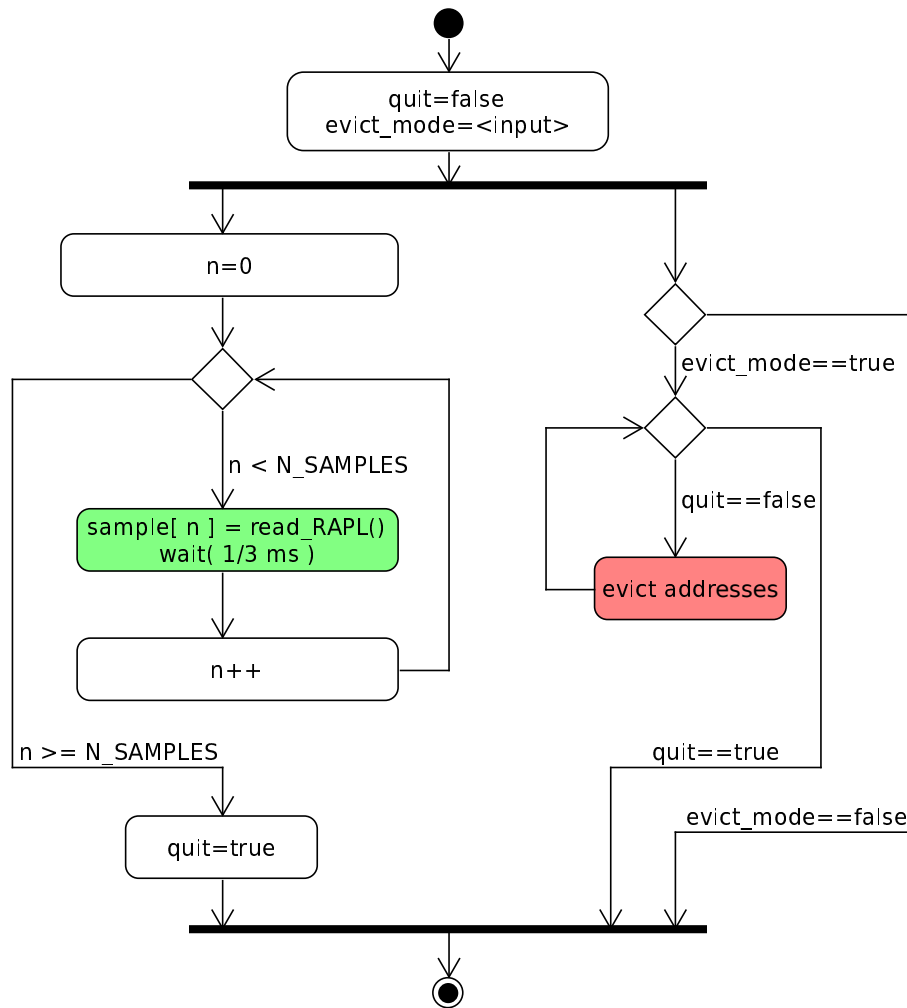 quit=false
evict_mode=<input>
n=0
evict_mode==true
n < N_SAMPLES
quit==false
sample[ n ] = read_RAPL()
wait( 1/3 ms )
evict addresses
n++
n >= N_SAMPLES
quit==true
evict_mode==false
quit=true